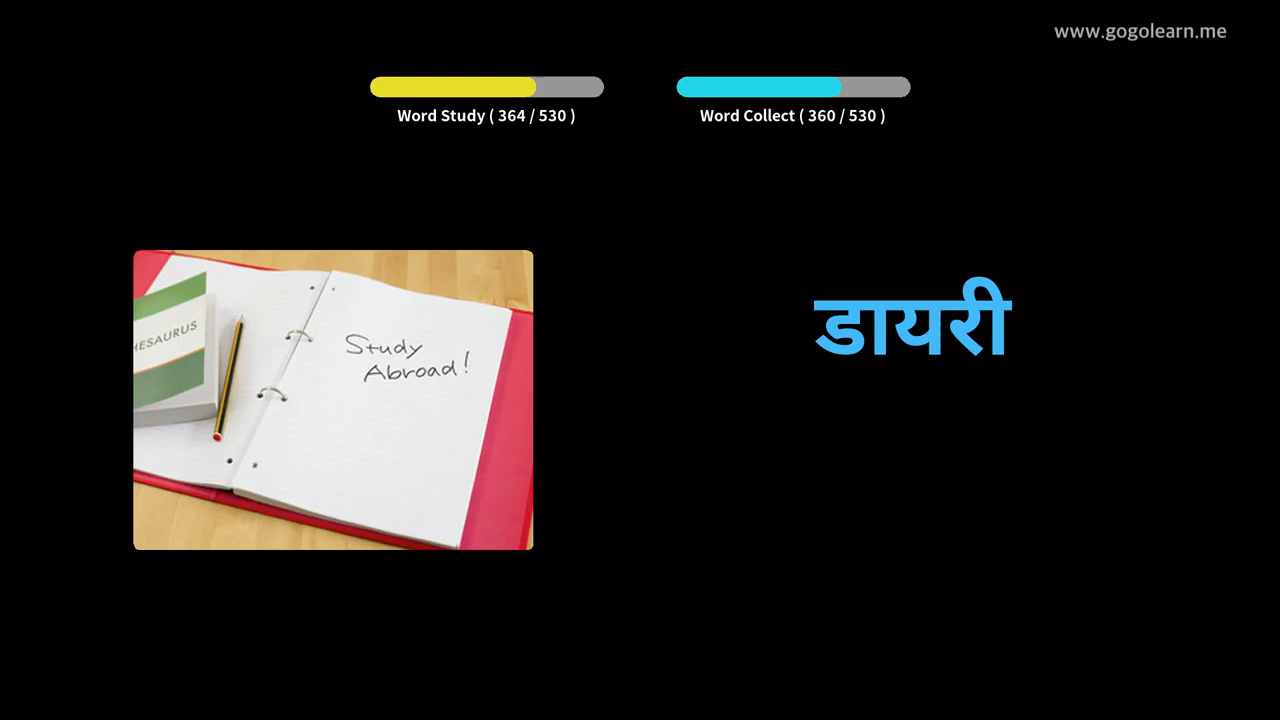 www.gogolearn.me
Word Study ( 364 / 530 )
Word Collect ( 360 / 530 )
HESAURUS
Study
Abroad!
डायरी